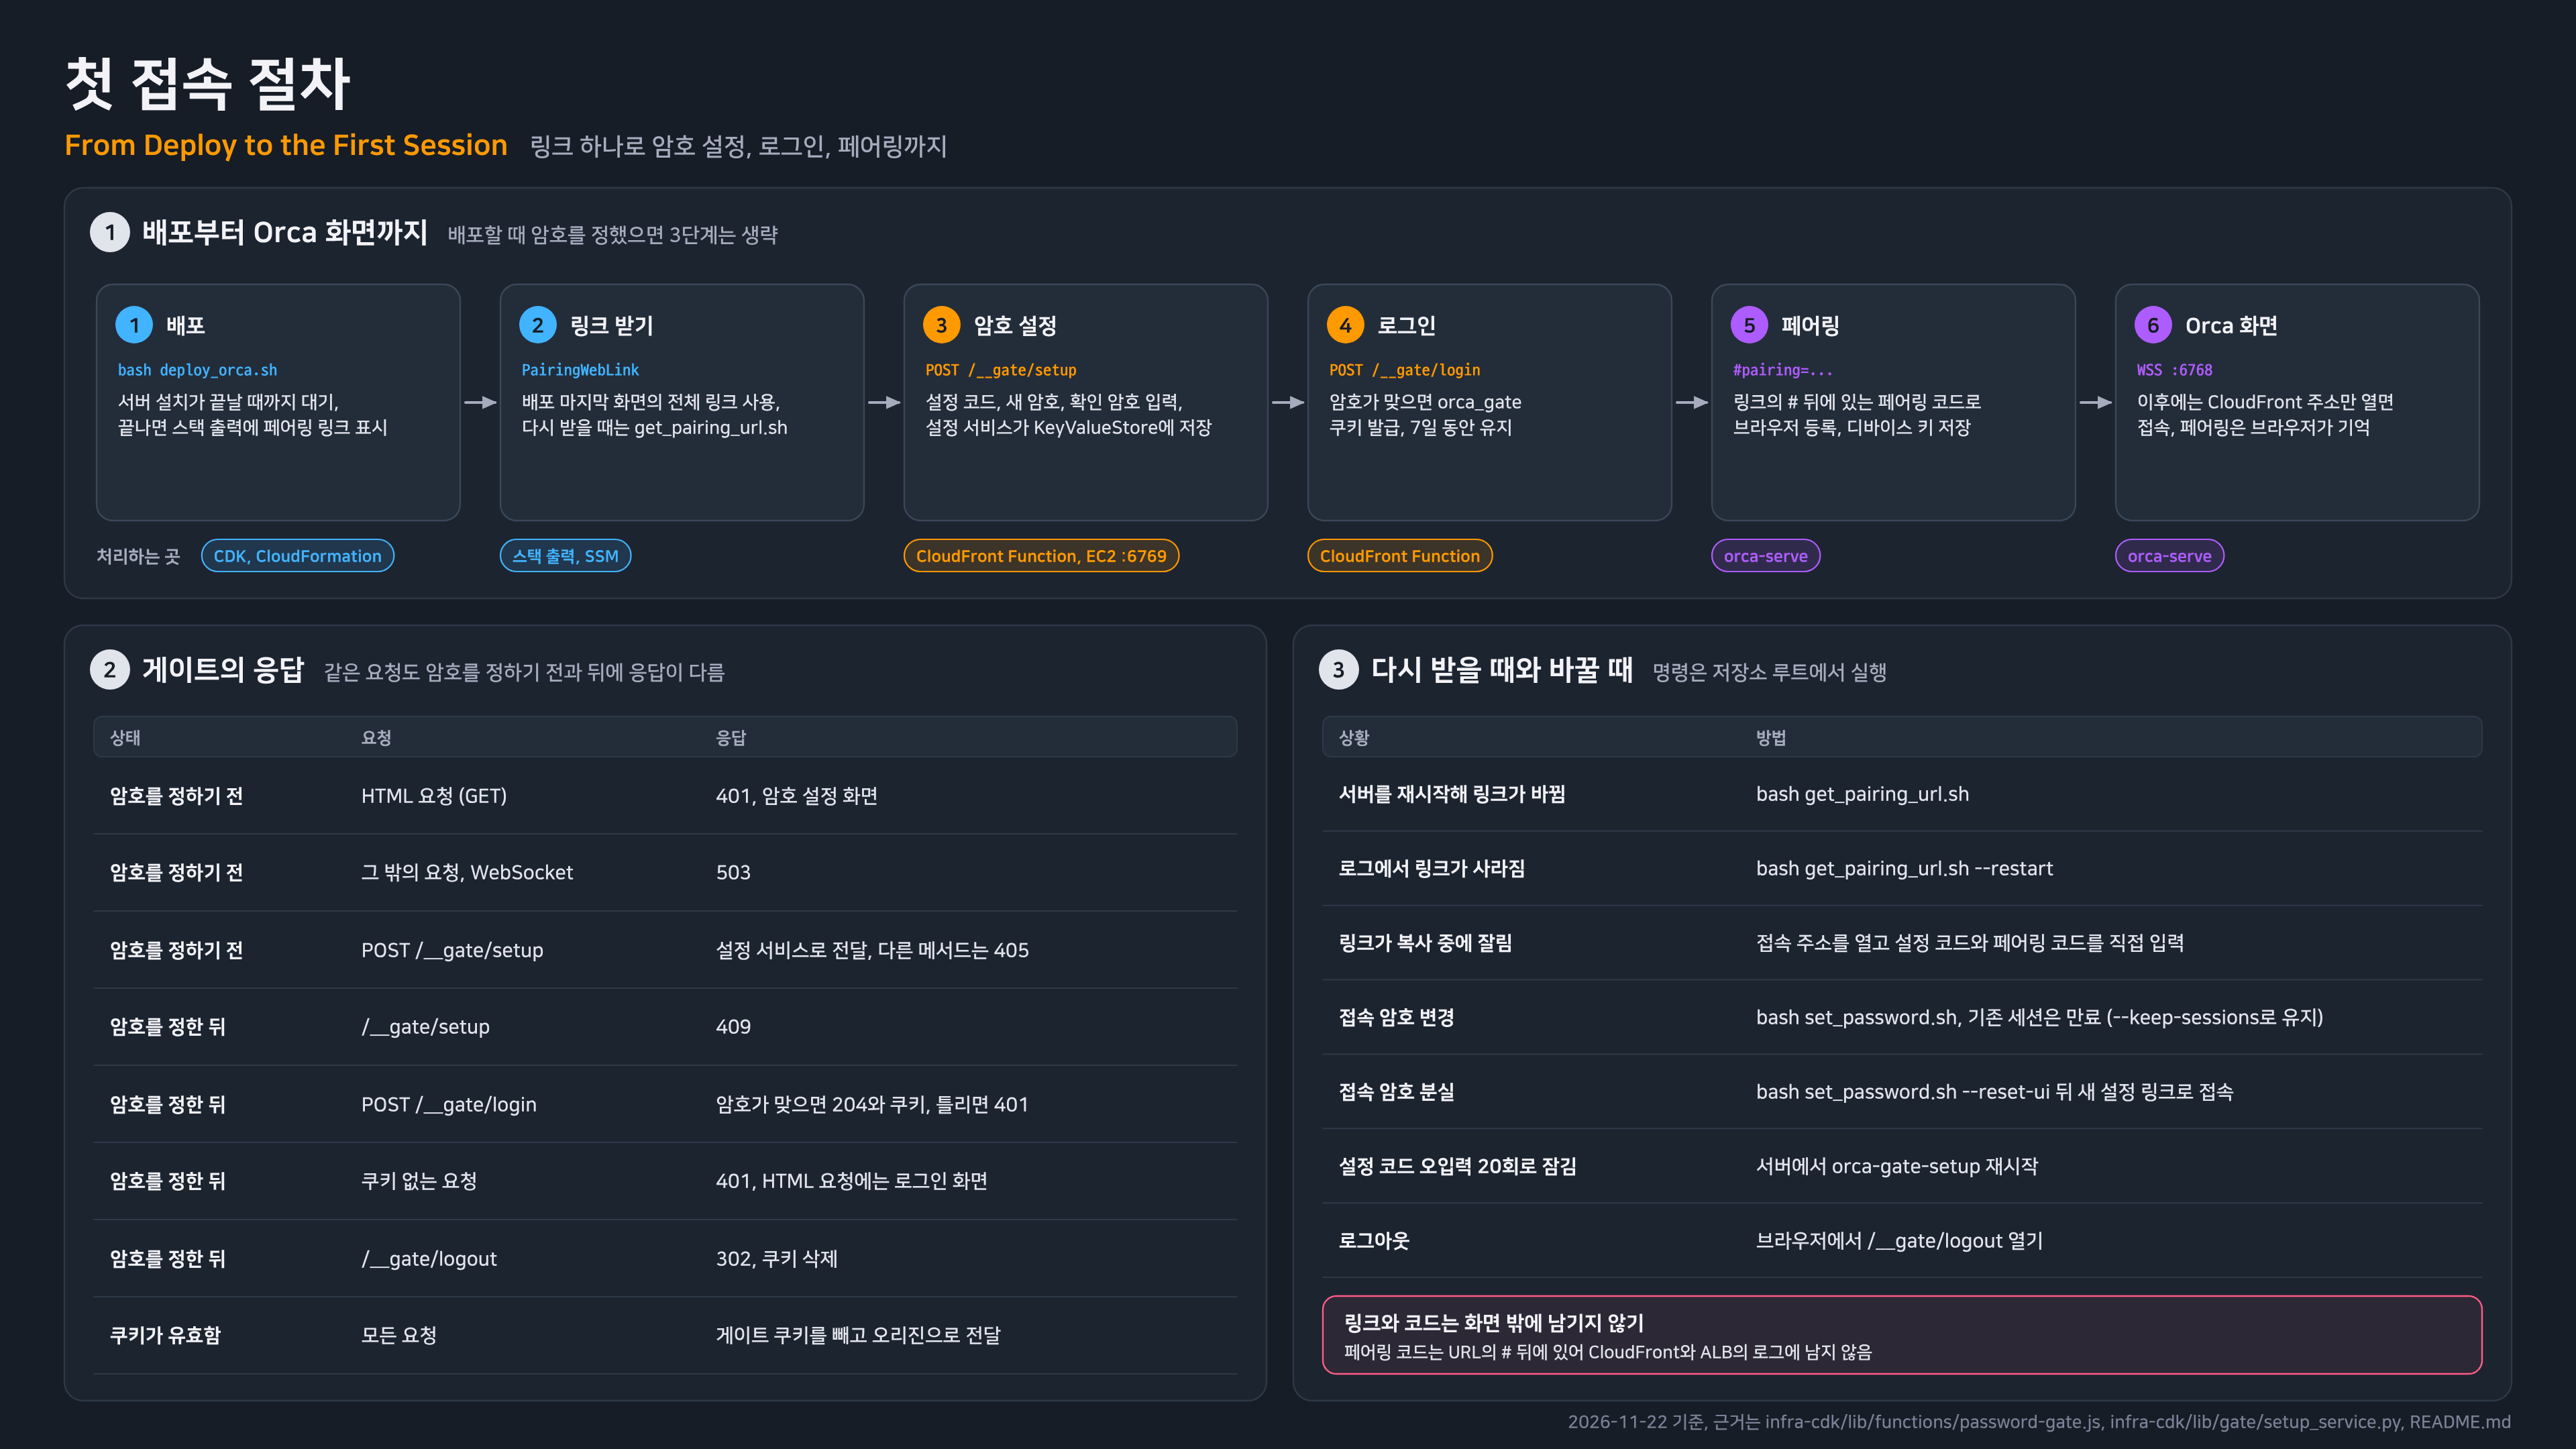 첫 접속 절차
From Deploy to the First Session 링크 하나로 암호 설정, 로그인, 페어링까지
1 배포부터 Orca 화면까지 배포할 때 암호를 정했으면 3단계는 생략
1 배포
bash deploy_orca.sh
서버 설치가 끝날 때까지 대기,
끝나면 스택 출력에 페어링 링크 표시
2 링크 받기
PairingWebLink
배포 마지막 화면의 전체 링크 사용,
다시 받을 때는 get_pairing_url.sh
3 암호 설정
POST /__gate/setup
설정 코드, 새 암호, 확인 암호 입력,
설정 서비스가 KeyValueStore에 저장
4 로그인
POST /__gate/login
암호가 맞으면 orca_gate
쿠키 발급, 7일 동안 유지
5 페어링
#pairing=...
링크의 # 뒤에 있는 페어링 코드로
브라우저 등록, 디바이스 키 저장
6 Orca 화면
WSS :6768
이후에는 CloudFront 주소만 열면
접속, 페어링은 브라우저가 기억
처리하는 곳 CDK, CloudFormation 스택 출력, SSM CloudFront Function, EC2 :6769 CloudFront Function orca-serve orca-serve
2 게이트의 응답 같은 요청도 암호를 정하기 전과 뒤에 응답이 다름
상태 요청 응답
암호를 정하기 전 HTML 요청 (GET) 401, 암호 설정 화면
암호를 정하기 전 그 밖의 요청, WebSocket 503
암호를 정하기 전 POST /__gate/setup 설정 서비스로 전달, 다른 메서드는 405
암호를 정한 뒤 /__gate/setup 409
암호를 정한 뒤 POST /__gate/login 암호가 맞으면 204와 쿠키, 틀리면 401
암호를 정한 뒤 쿠키 없는 요청 401, HTML 요청에는 로그인 화면
암호를 정한 뒤 /__gate/logout 302, 쿠키 삭제
쿠키가 유효함 모든 요청 게이트 쿠키를 빼고 오리진으로 전달
3 다시 받을 때와 바꿀 때 명령은 저장소 루트에서 실행
상황 방법
서버를 재시작해 링크가 바뀜 bash get_pairing_url.sh
로그에서 링크가 사라짐 bash get_pairing_url.sh --restart
링크가 복사 중에 잘림 접속 주소를 열고 설정 코드와 페어링 코드를 직접 입력
접속 암호 변경 bash set_password.sh, 기존 세션은 만료 (--keep-sessions로 유지)
접속 암호 분실 bash set_password.sh --reset-ui 뒤 새 설정 링크로 접속
설정 코드 오입력 20회로 잠김 서버에서 orca-gate-setup 재시작
로그아웃 브라우저에서 /__gate/logout 열기
링크와 코드는 화면 밖에 남기지 않기
페어링 코드는 URL의 # 뒤에 있어 CloudFront와 ALB의 로그에 남지 않음
2026-11-22 기준, 근거는 infra-cdk/lib/functions/password-gate.js, infra-cdk/lib/gate/setup_service.py, README.md